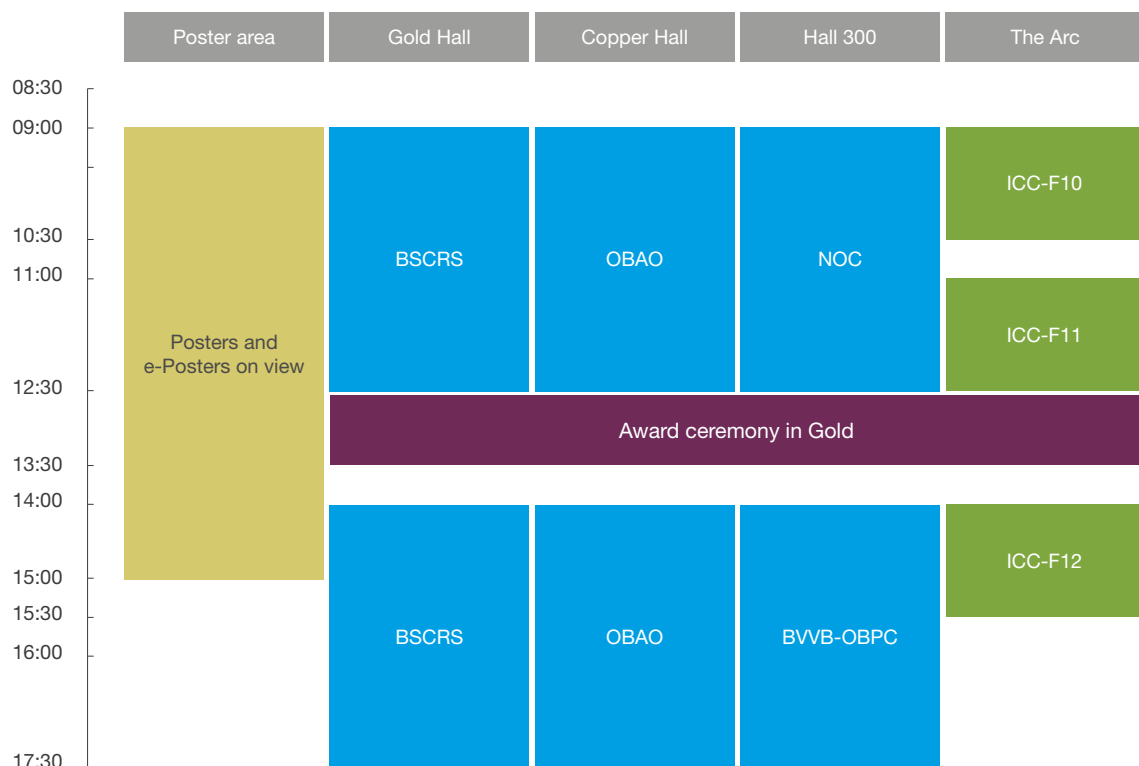 Poster area
Gold Hall
Copper Hall
Hall 300
The Arc
08:30
09:00
ICC-F10
10:30
BSCRS
OBAO
NOC
11:00
ICC-F11
Posters and
e-Posters on view
12:30
Award ceremony in Gold
13:30
14:00
ICC-F12
15:00
15:30
BSCRS
OBAO
BVVB-OBPC
16:00
17:30